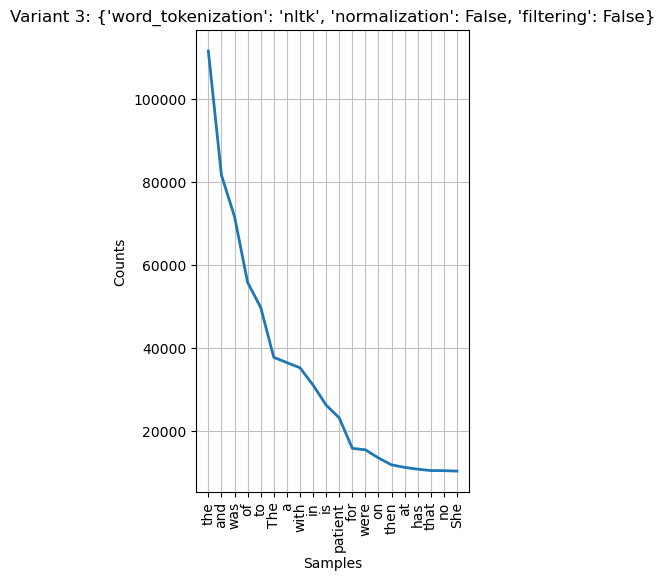 Variant 3: {'word_tokenization': 'nltk', 'normalization': False, 'filtering': False}
100000
80000
60000
40000
20000
Counts
the
and
was
of
to
The
a
with
in
is
patient
for
were
on
then
at
has
that
no
She
Samples